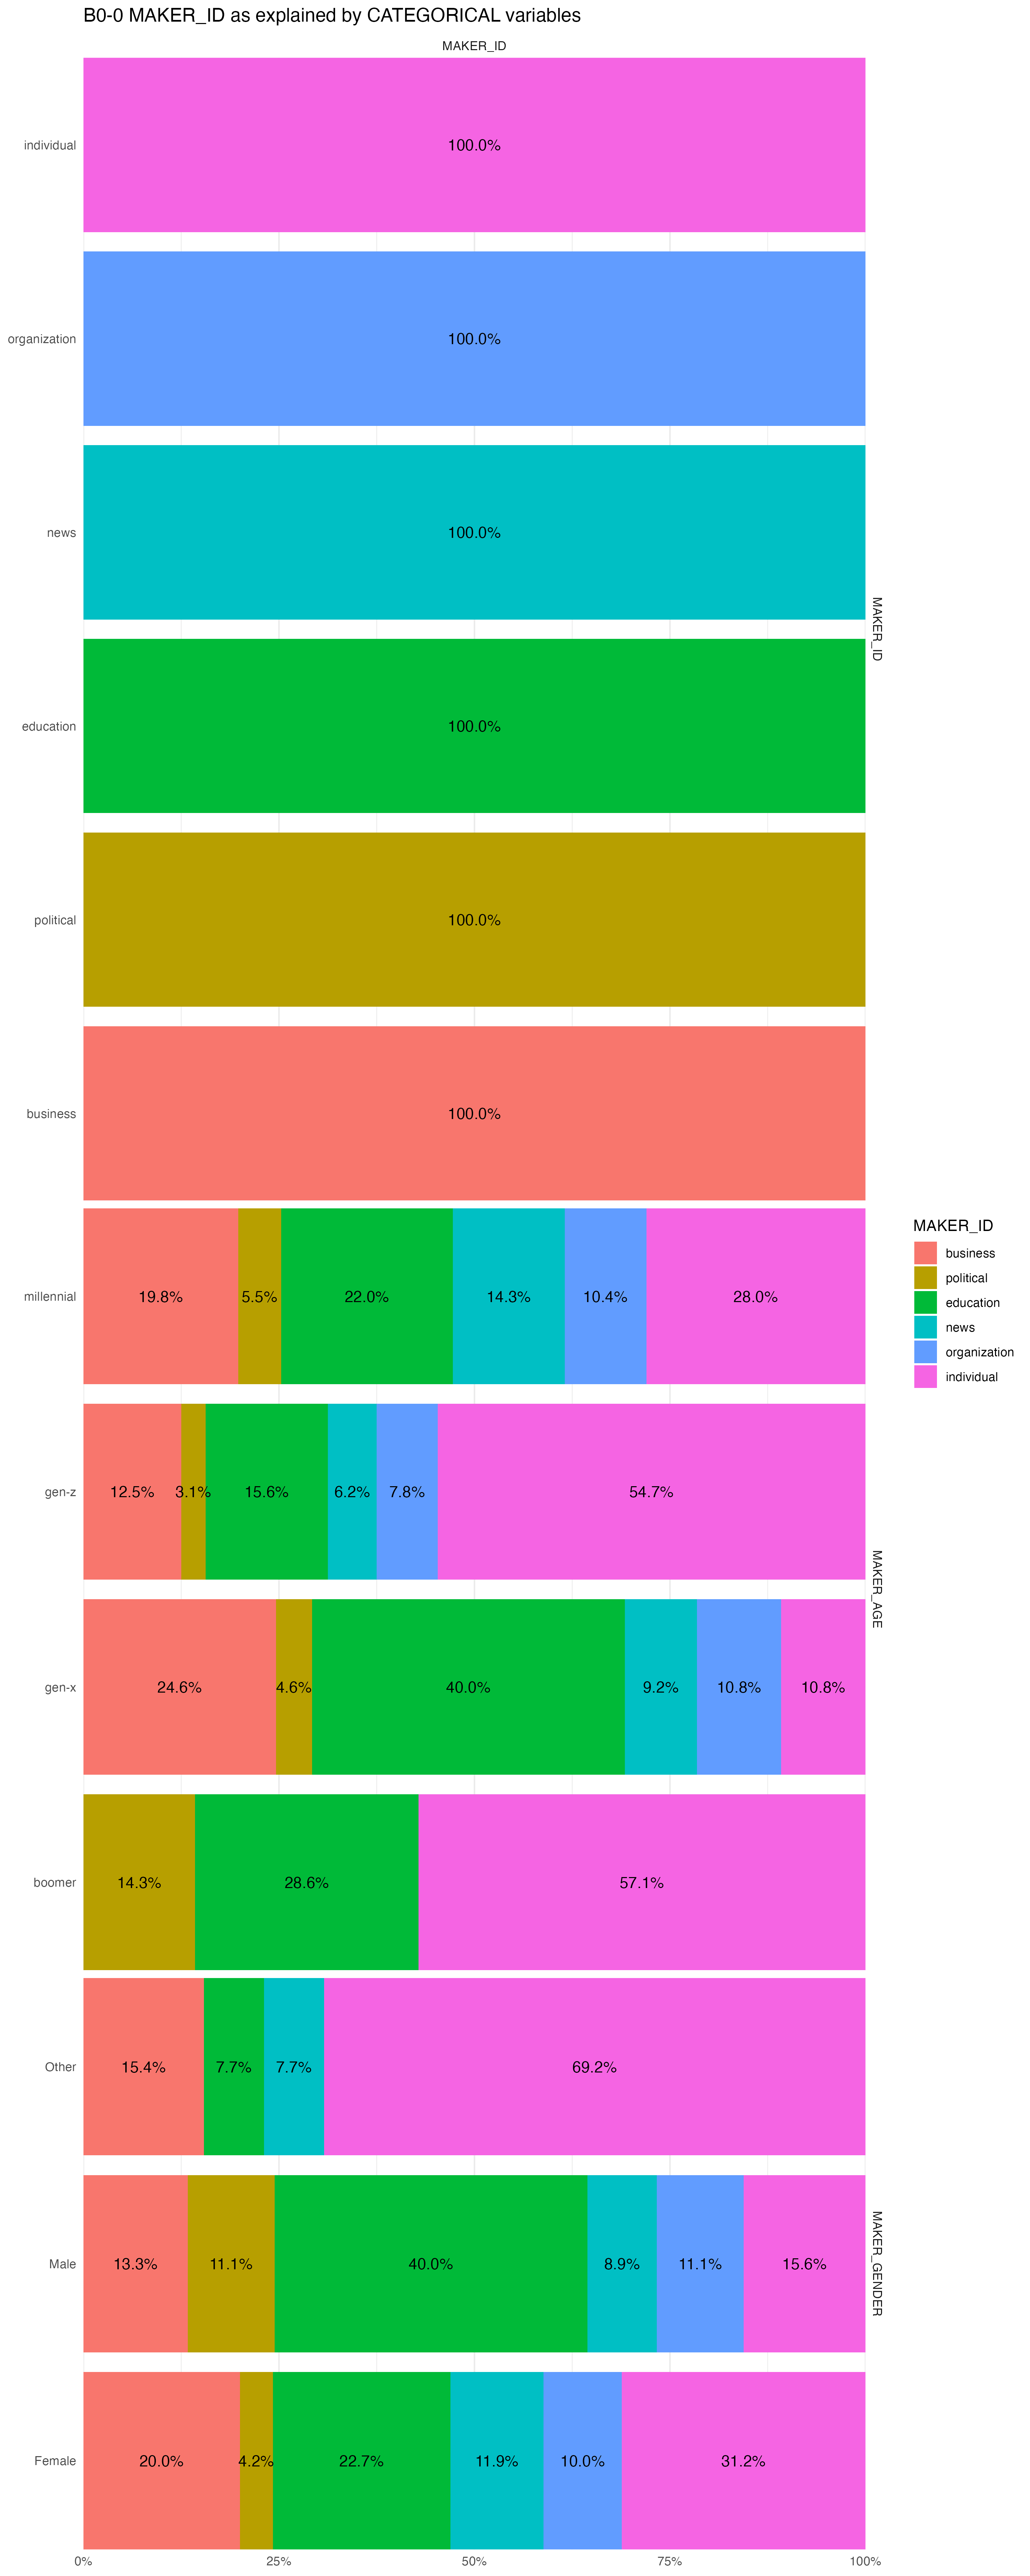 B0-0 MAKER_ID as explained by CATEGORICAL variables
MAKER_ID
individual
100.0%
organization
100.0%
news
100.0%
MAKER_ID
education
100.0%
political
100.0%
business
100.0%
millennial
19.8% 5.5% 22.0% 14.3% 10.4% 28.0%
MAKER_ID
business
political
education
news
organization
individual
gen-z
12.5% 3.1% 15.6% 6.2% 7.8% 54.7%
MAKER_AGE
gen-x
24.6% 4.6% 40.0% 9.2% 10.8% 10.8%
boomer
14.3% 28.6% 57.1%
Other
15.4% 7.7% 7.7% 69.2%
Male
13.3% 11.1% 40.0% 8.9% 11.1% 15.6%
MAKER_GENDER
Female
20.0% 4.2% 22.7% 11.9% 10.0% 31.2%
0% 25% 50% 75% 100%